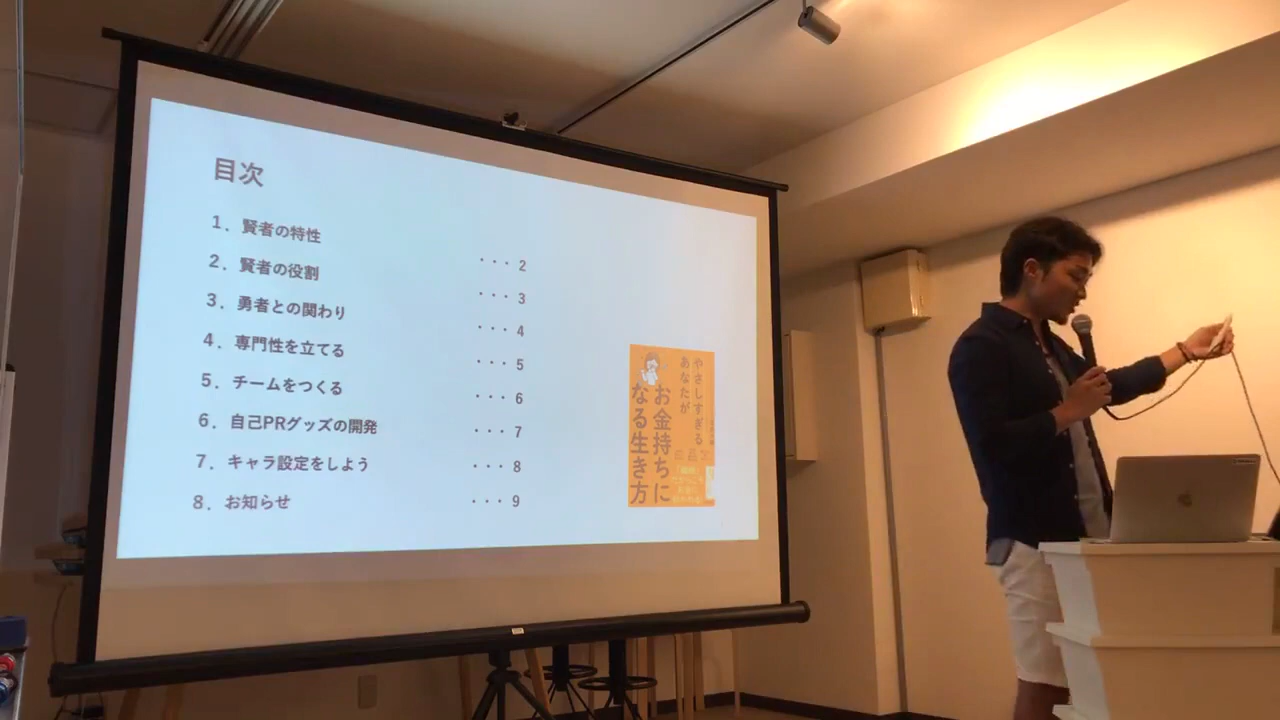 目次
1. 賢者の特性 ・・・2
2. 賢者の役割 ・・・3
3. 勇者との関わり ・・・4
4. 専門性を立てる ・・・5
5. チームをつくる ・・・6
6. 自己PRグッズの開発 ・・・7
7. キャラ設定をしよう ・・・8
8. お知らせ ・・・9
やさしすぎる
あなたが
お金持ちに
なる生き方